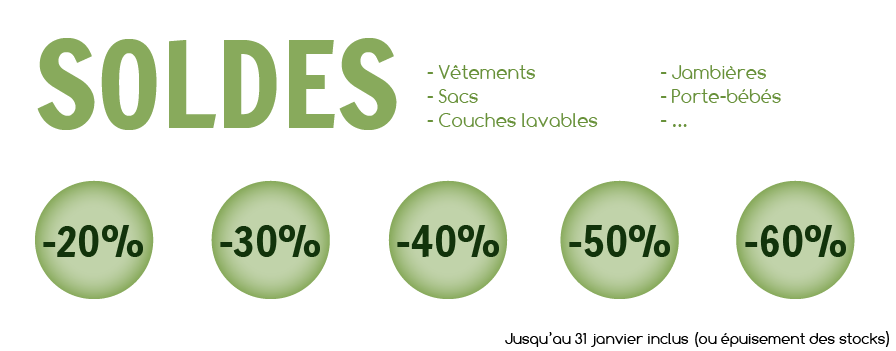 SOLDES
- Vêtements
- Sacs
- Couches lavables
- Jambières
- Porte-bébés
- ...
-20%
-30%
-40%
-50%
-60%
Jusqu'au 31 janvier inclus (ou épuisement des stocks)